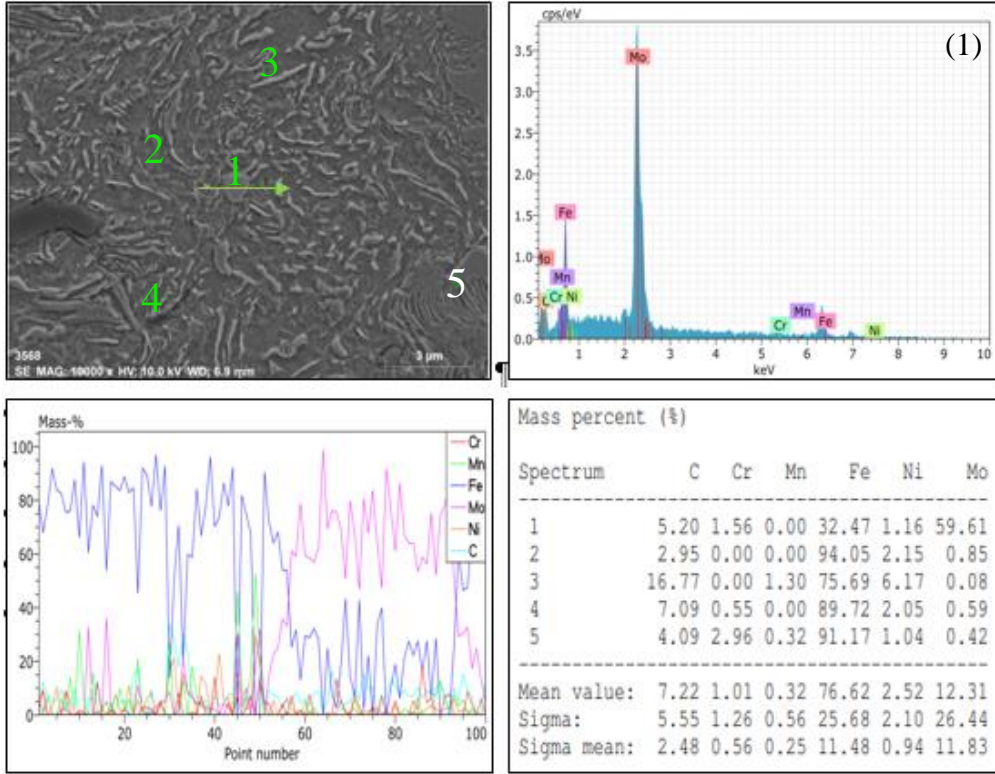 3
2
1
5
4
3568
3 µm
SE MAG: 10000 x HV: 10.0 kV WD: 6.9 mm
cps/eV
(1)
Mo
Fe
Mo
Mn
Cr Ni
Mn
Cr Fe Ni
3.5
3.0
2.5
2.0
1.5
1.0
0.5
0.0
1 2 3 4 5 6 7 8 9 10
keV
¶
Mass-%
Cr
Mn
Fe
Mo
Ni
C
100
80
60
40
20
0
20 40 60 80 100
Point number
Mass percent (%)
Spectrum C Cr Mn Fe Ni Mo
1 5.20 1.56 0.00 32.47 1.16 59.61
2 2.95 0.00 0.00 94.05 2.15 0.85
3 16.77 0.00 1.30 75.69 6.17 0.08
4 7.09 0.55 0.00 89.72 2.05 0.59
5 4.09 2.96 0.32 91.17 1.04 0.42
Mean value: 7.22 1.01 0.32 76.62 2.52 12.31
Sigma: 5.55 1.26 0.56 25.68 2.10 26.44
Sigma mean: 2.48 0.56 0.25 11.48 0.94 11.83